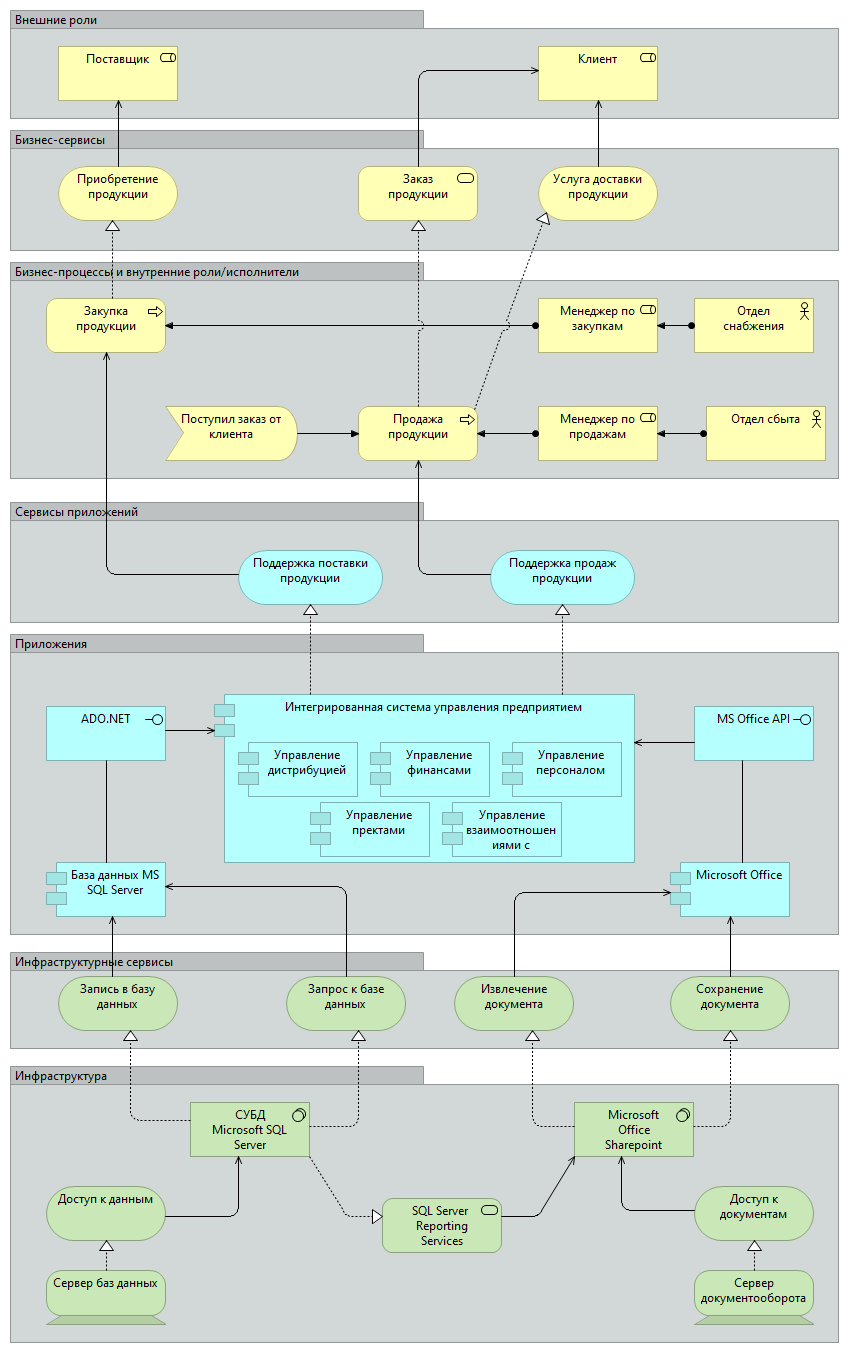 Внешние роли
Поставщик
Клиент
Бизнес-сервисы
Приобретение
продукции
Заказ
продукции
Услуга доставки
продукции
Бизнес-процессы и внутренние роли/исполнители
Закупка
продукции
Менеджер по
закупкам
Отдел
снабжения
Поступил заказ от
клиента
Продажа
продукции
Менеджер по
продажам
Отдел сбыта
Сервисы приложений
Поддержка поставки
продукции
Поддержка продаж
продукции
Приложения
ADO.NET
Интегрированная система управления предприятием
MS Office API
Управление
дистрибуцией
Управление
финансами
Управление
персоналом
Управление
пректами
Управление
взаимоотношен
иями с
База данных MS
SQL Server
Microsoft Office
Инфраструктурные сервисы
Запись в базу
данных
Запрос к базе
данных
Извлечение
документа
Сохранение
документа
Инфраструктура
СУБД
Microsoft SQL
Server
Microsoft
Office
Sharepoint
Доступ к данным
SQL Server
Reporting
Services
Доступ к
документам
Сервер баз данных
Сервер
документооборота